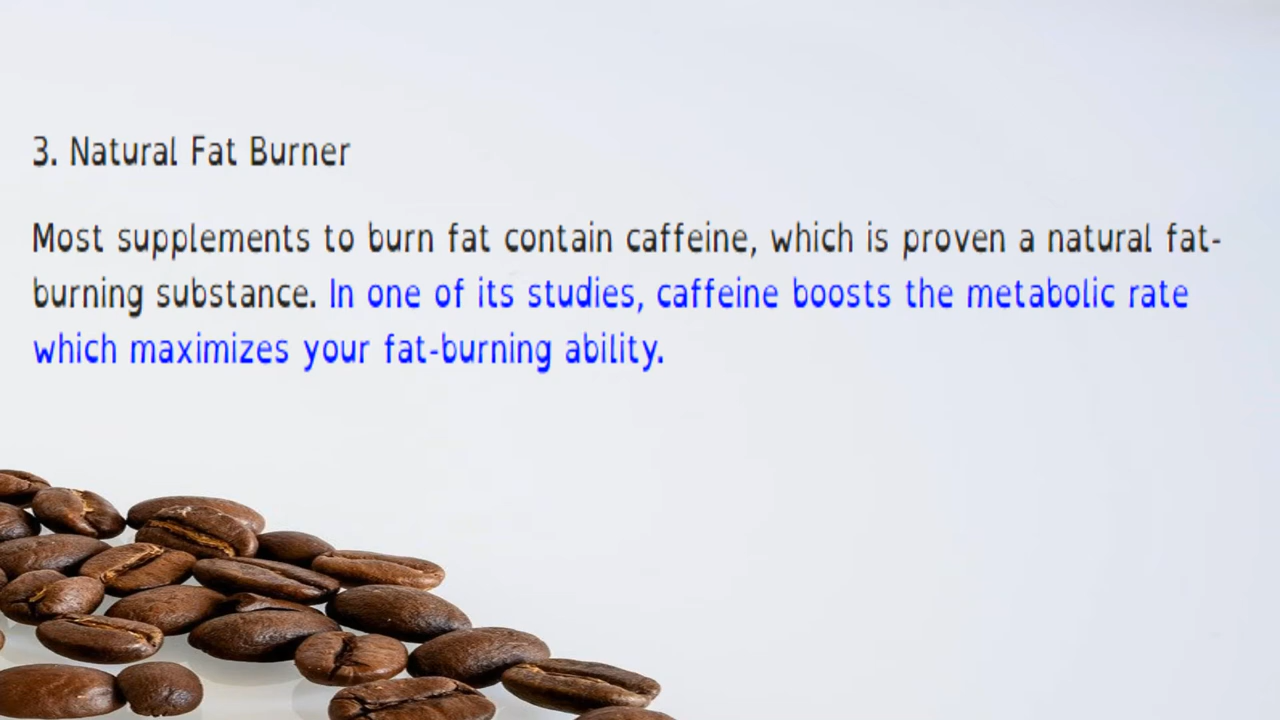 3. Natural Fat Burner
Most supplements to burn fat contain caffeine, which is proven a natural fat-
burning substance. In one of its studies, caffeine boosts the metabolic rate
which maximizes your fat-burning ability.